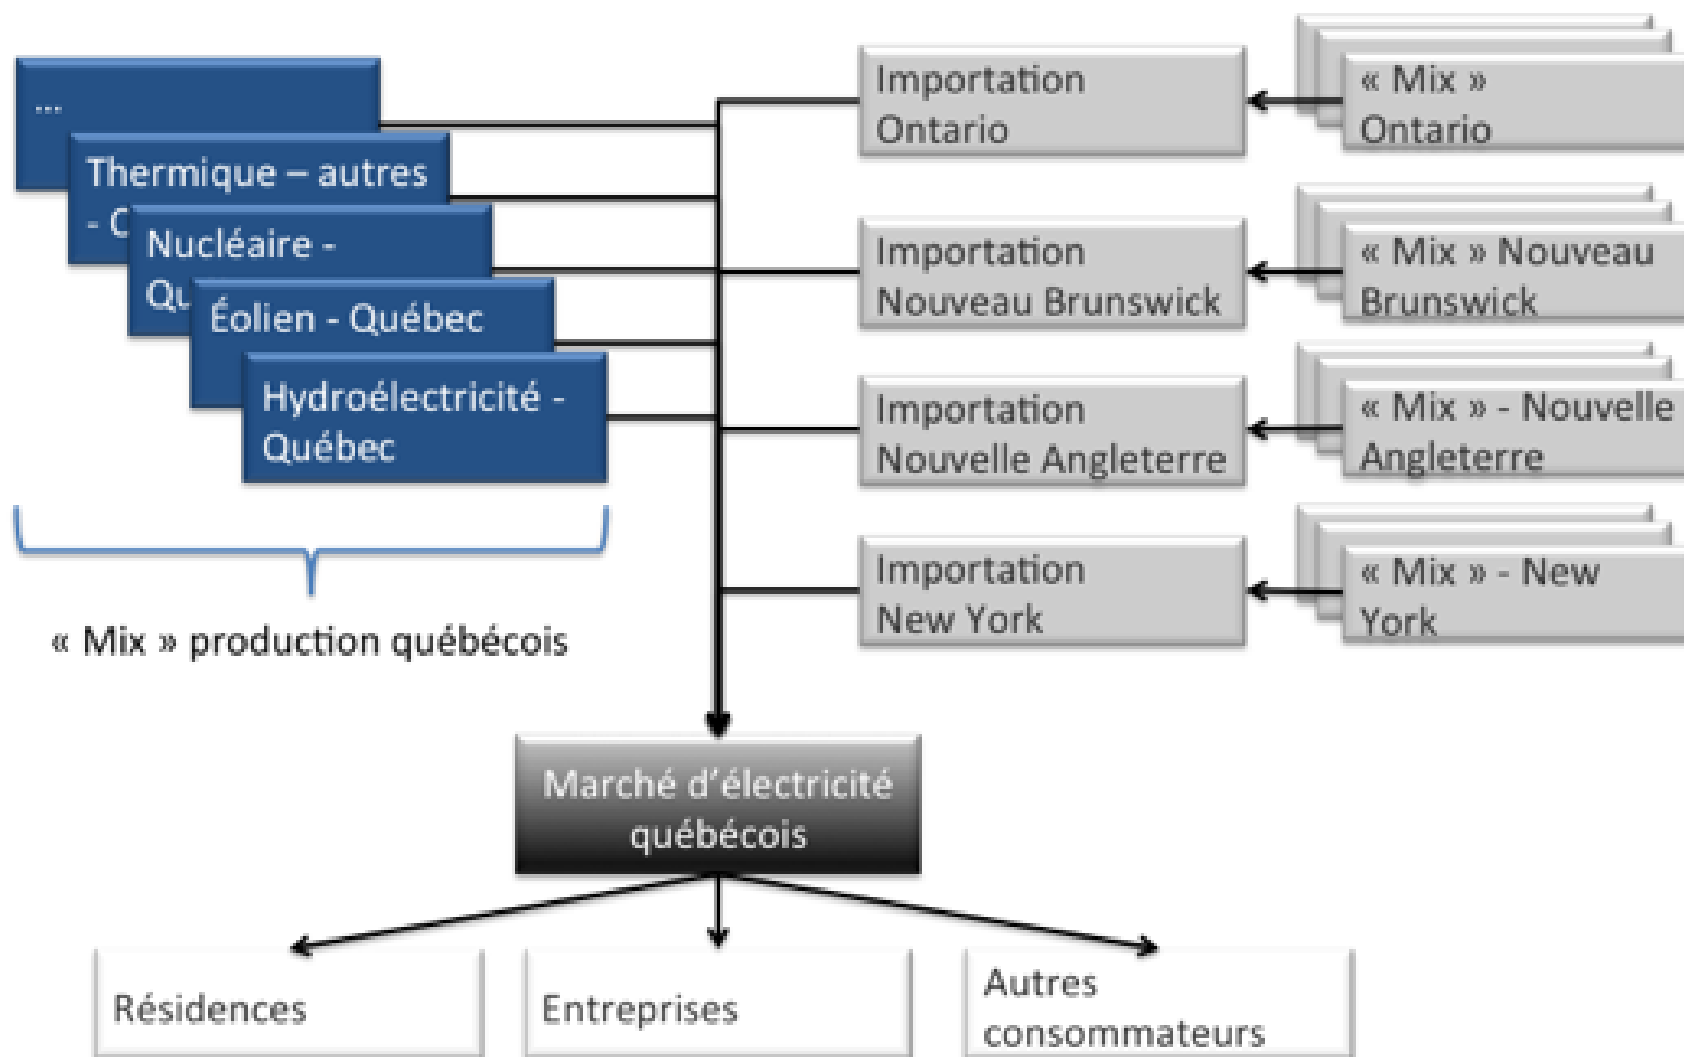 ...
Thermique – autres
-
Nucléaire -
Éolien - Québec
Hydroélectricité -
Québec
« Mix » production québécois
Importation
Ontario
« Mix »
Ontario
Importation
Nouveau Brunswick
« Mix » Nouveau
Brunswick
Importation
Nouvelle Angleterre
« Mix » - Nouvelle
Angleterre
Importation
New York
« Mix » - New
York
Marché d'électricité
québécois
Résidences
Entreprises
Autres
consommateurs